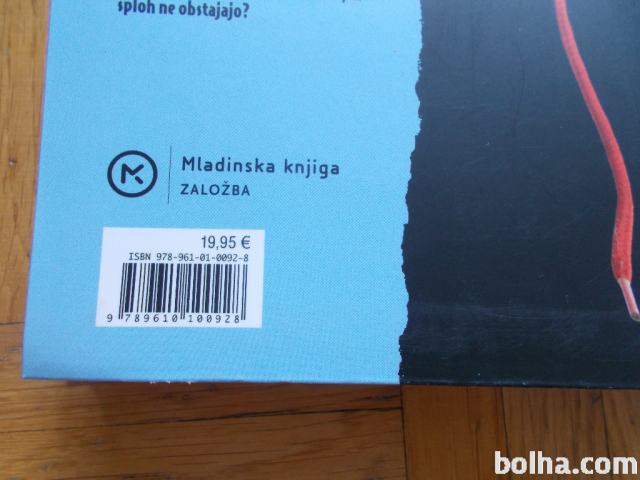 sploh ne obstajajo?
Mladinska knjiga
ZALOŽBA
19,95 €
ISBN 978-961-01-0092-8
9 789610 100928
bolha.com